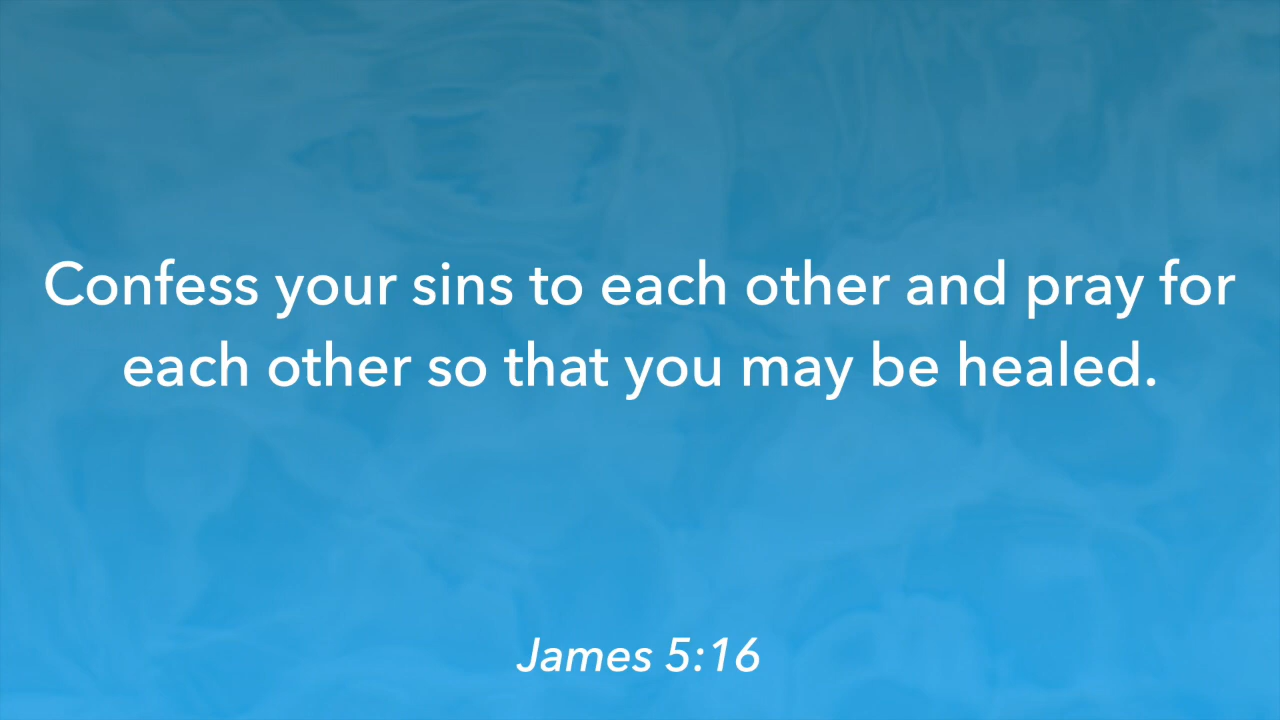 Confess your sins to each other and pray for
each other so that you may be healed.
James 5:16